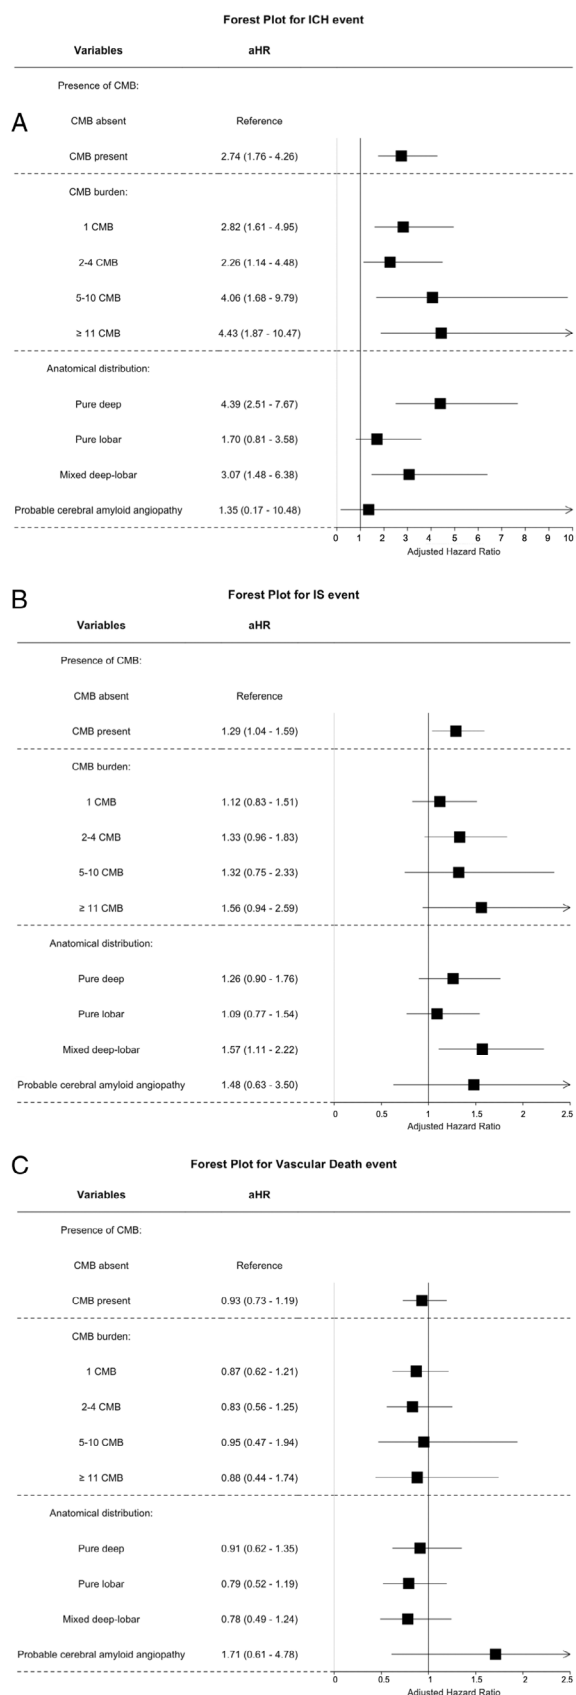 Forest Plot for ICH event
Variables aHR
Presence of CMB:
A
CMB absent Reference
CMB present 2.74 (1.76 - 4.26)
CMB burden:
1 CMB 2.82 (1.61 - 4.95)
2-4 CMB 2.26 (1.14 - 4.48)
5-10 CMB 4.06 (1.68 - 9.79)
≥ 11 CMB 4.43 (1.87 - 10.47)
Anatomical distribution:
Pure deep 4.39 (2.51 - 7.67)
Pure lobar 1.70 (0.81 - 3.58)
Mixed deep-lobar 3.07 (1.48 - 6.38)
Probable cerebral amyloid angiopathy 1.35 (0.17 - 10.48)
0 1 2 3 4 5 6 7 8 9 10
Adjusted Hazard Ratio
B
Forest Plot for IS event
Variables aHR
Presence of CMB:
CMB absent Reference
CMB present 1.29 (1.04 - 1.59)
CMB burden:
1 CMB 1.12 (0.83 - 1.51)
2-4 CMB 1.33 (0.96 - 1.83)
5-10 CMB 1.32 (0.75 - 2.33)
≥ 11 CMB 1.56 (0.94 - 2.59)
Anatomical distribution:
Pure deep 1.26 (0.90 - 1.76)
Pure lobar 1.09 (0.77 - 1.54)
Mixed deep-lobar 1.57 (1.11 - 2.22)
Probable cerebral amyloid angiopathy 1.48 (0.63 - 3.50)
0 0.5 1 1.5 2 2.5
Adjusted Hazard Ratio
C
Forest Plot for Vascular Death event
Variables aHR
Presence of CMB:
CMB absent Reference
CMB present 0.93 (0.73 - 1.19)
CMB burden:
1 CMB 0.87 (0.62 - 1.21)
2-4 CMB 0.83 (0.56 - 1.25)
5-10 CMB 0.95 (0.47 - 1.94)
≥ 11 CMB 0.88 (0.44 - 1.74)
Anatomical distribution:
Pure deep 0.91 (0.62 - 1.35)
Pure lobar 0.79 (0.52 - 1.19)
Mixed deep-lobar 0.78 (0.49 - 1.24)
Probable cerebral amyloid angiopathy 1.71 (0.61 - 4.78)
0 0.5 1 1.5 2 2.5
Adjusted Hazard Ratio